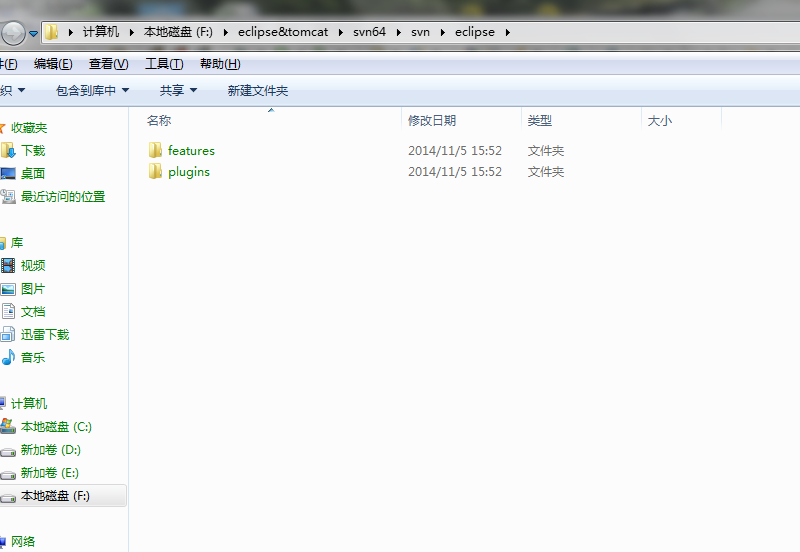 计算机 本地磁盘 (F:) eclipse&tomcat svn64 svn eclipse
件(F) 编辑(E) 查看(V) 工具(T) 帮助(H)
织 包含到库中 共享 新建文件夹
名称 修改日期 类型 大小
features 2014/11/5 15:52 文件夹
plugins 2014/11/5 15:52 文件夹
收藏夹
下载
桌面
最近访问的位置
库
视频
图片
文档
迅雷下载
音乐
计算机
本地磁盘 (C:)
新加卷 (D:)
新加卷 (E:)
本地磁盘 (F:)
网络